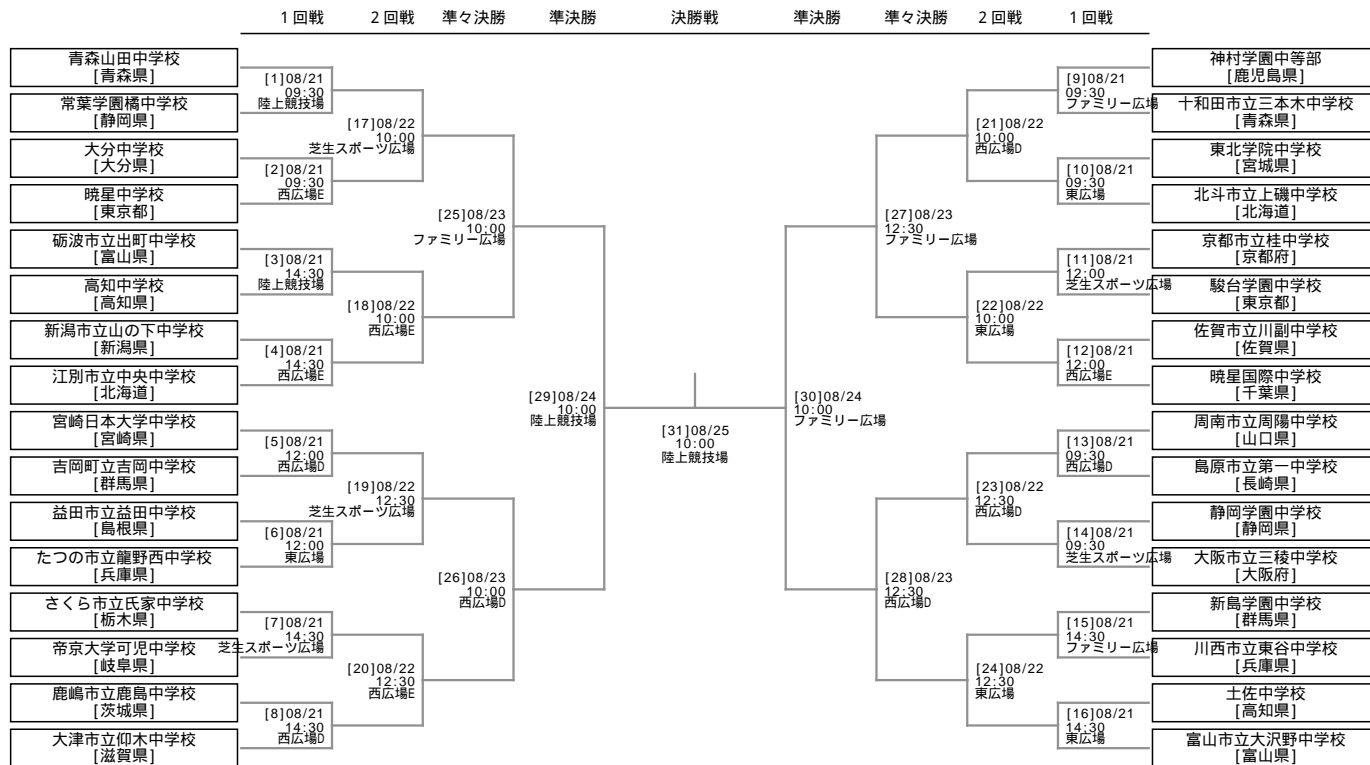 1回戦 2回戦 準々決勝 準決勝 決勝戦 準決勝 準々決勝 2回戦 1回戦
青森山田中学校
[青森県]
常葉学園橘中学校
[静岡県]
大分中学校
[大分県]
暁星中学校
[東京都]
砺波市立出町中学校
[富山県]
高知中学校
[高知県]
新潟市立山の下中学校
[新潟県]
江別市立中央中学校
[北海道]
宮崎日本大学中学校
[宮崎県]
吉岡町立吉岡中学校
[群馬県]
益田市立益田中学校
[島根県]
たつの市立龍野西中学校
[兵庫県]
さくら市立氏家中学校
[栃木県]
帝京大学可児中学校
[岐阜県]
鹿嶋市立鹿島中学校
[茨城県]
大津市立仰木中学校
[滋賀県]
[1]08/21
09:30
陸上競技場
[2]08/21
09:30
西広場E
[3]08/21
14:30
陸上競技場
[4]08/21
14:30
西広場E
[5]08/21
12:00
西広場D
[6]08/21
12:00
東広場
[7]08/21
14:30
芝生スポーツ広場
[8]08/21
14:30
西広場D
[17]08/22
10:00
芝生スポーツ広場
[18]08/22
10:00
西広場E
[19]08/22
12:30
芝生スポーツ広場
[20]08/22
12:30
西広場E
[25]08/23
10:00
ファミリー広場
[26]08/23
10:00
西広場D
[29]08/24
10:00
陸上競技場
[31]08/25
10:00
陸上競技場
[30]08/24
10:00
ファミリー広場
[27]08/23
12:30
ファミリー広場
[28]08/23
12:30
西広場D
[21]08/22
10:00
西広場D
[22]08/22
10:00
東広場
[23]08/22
12:30
西広場D
[24]08/22
12:30
東広場
[9]08/21
09:30
ファミリー広場
[10]08/21
09:30
東広場
[11]08/21
12:00
芝生スポーツ広場
[12]08/21
12:00
西広場E
[13]08/21
09:30
西広場D
[14]08/21
09:30
芝生スポーツ広場
[15]08/21
14:30
ファミリー広場
[16]08/21
14:30
東広場
神村学園中等部
[鹿児島県]
十和田市立三本木中学校
[青森県]
東北学院中学校
[宮城県]
北斗市立上磯中学校
[北海道]
京都市立桂中学校
[京都府]
駿台学園中学校
[東京都]
佐賀市立川副中学校
[佐賀県]
暁星国際中学校
[千葉県]
周南市立周陽中学校
[山口県]
島原市立第一中学校
[長崎県]
静岡学園中学校
[静岡県]
大阪市立三稜中学校
[大阪府]
新島学園中学校
[群馬県]
川西市立東谷中学校
[兵庫県]
土佐中学校
[高知県]
富山市立大沢野中学校
[富山県]